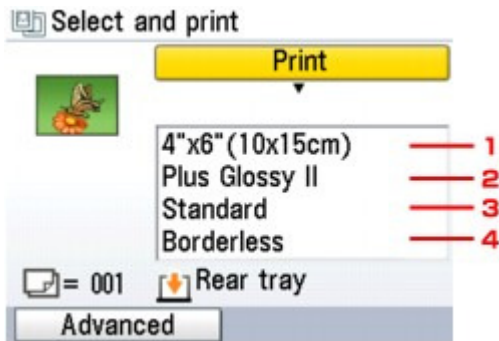 Select and print
Print
4"x6"(10x15cm) 1
Plus Glossy II 2
Standard 3
Borderless 4
= 001 Rear tray
Advanced